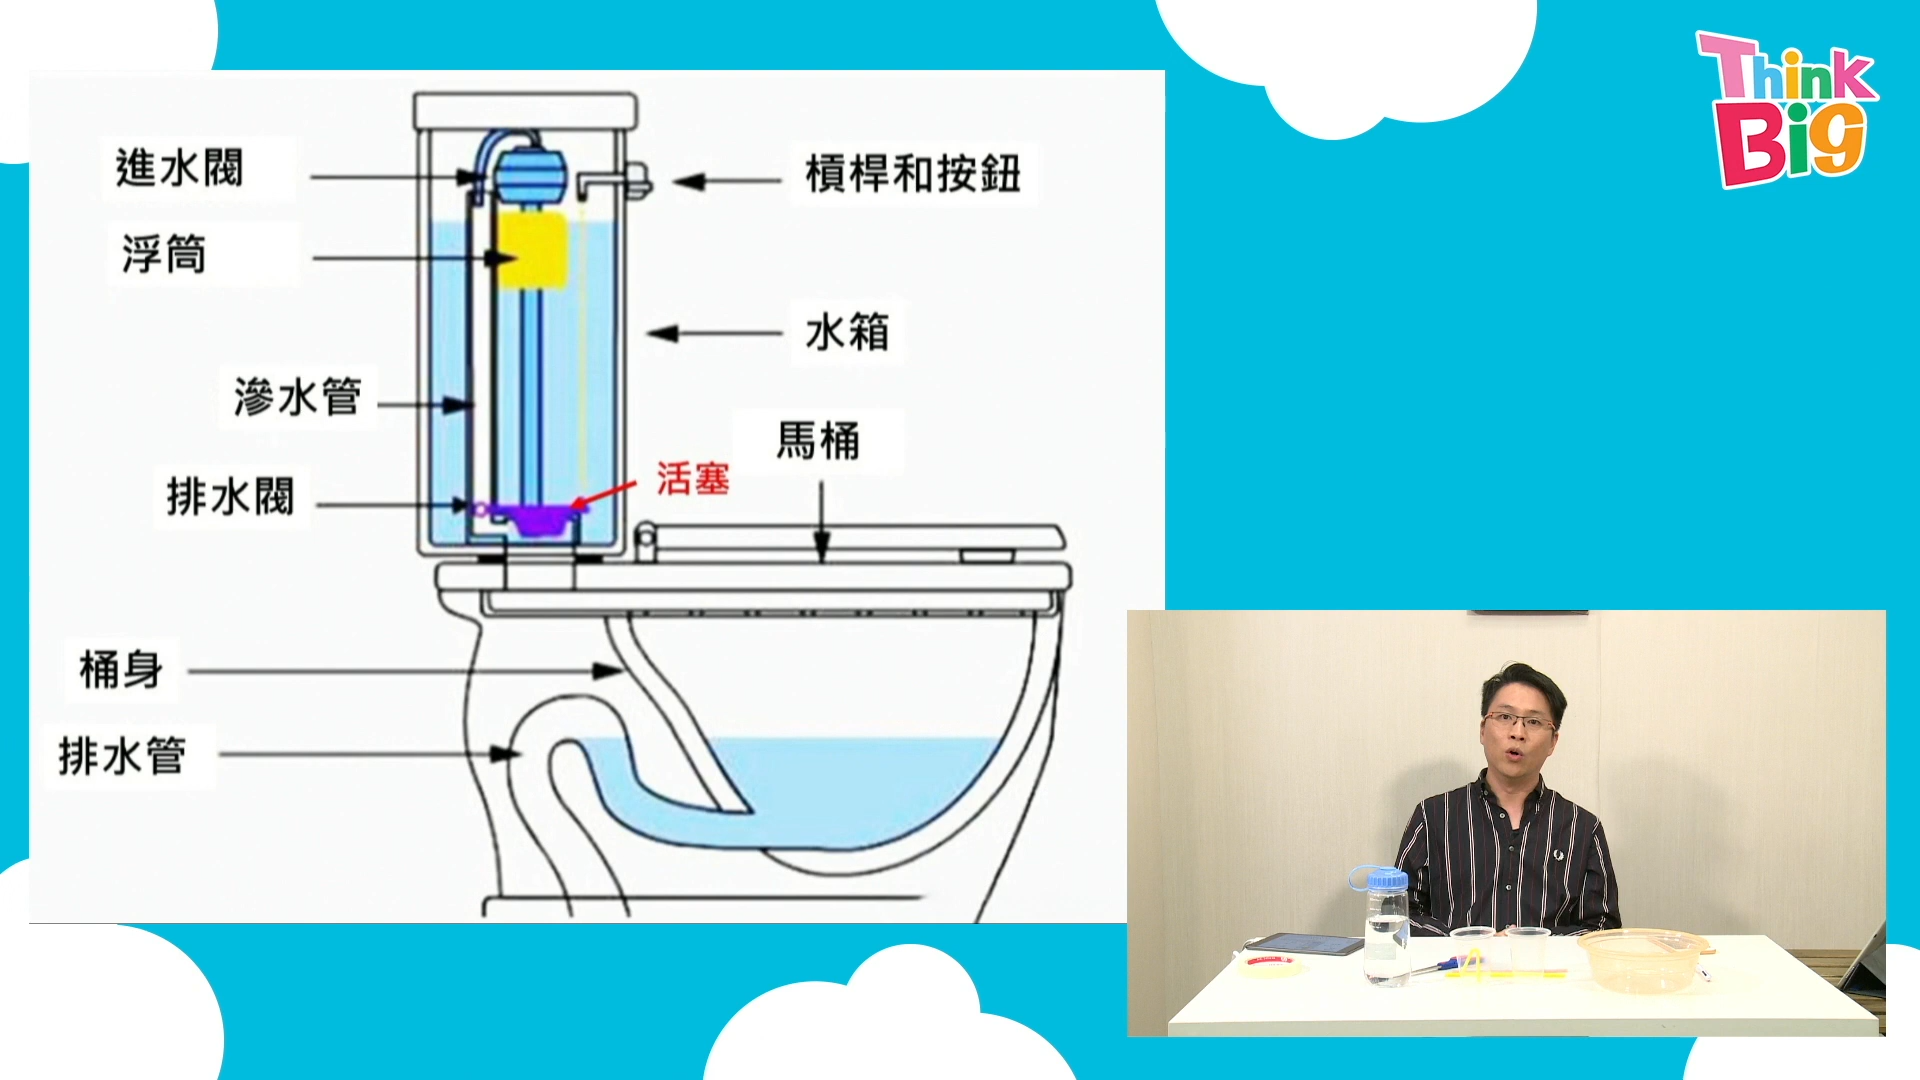 Think
Big
進水閥
槓桿和按鈕
浮筒
水箱
滲水管
馬桶
活塞
排水閥
桶身
排水管